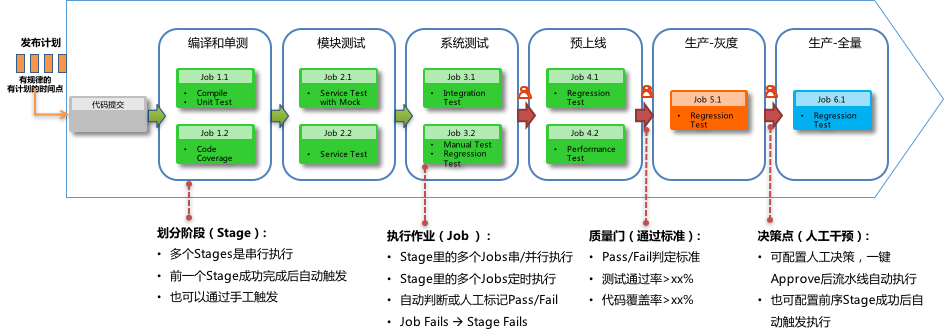 发布计划
有规律的
有计划的时间点
代码提交
编译和单测
Job 1.1
• Compile
• Unit Test
Job 1.2
• Code
Coverage
模块测试
Job 2.1
• Service Test
with Mock
Job 2.2
• Service Test
系统测试
Job 3.1
• Integration
Test
Job 3.2
• Manual Test
• Regression
Test
预上线
Job 4.1
• Regression
Test
Job 4.2
• Performance
Test
生产-灰度
Job 5.1
• Regression
Test
生产-全量
Job 6.1
• Regression
Test
划分阶段（Stage）：
• 多个Stages是串行执行
• 前一个Stage成功完成后自动触发
• 也可以通过手工触发
执行作业（Job ）：
• Stage里的多个Jobs串/并行执行
• Stage里的多个Jobs定时执行
• 自动判断或人工标记Pass/Fail
• Job Fails → Stage Fails
质量门（通过标准）：
• Pass/Fail判定标准
• 测试通过率>xx%
• 代码覆盖率>xx%
决策点（人工干预）：
• 可配置人工决策，一键
Approve后流水线自动执行
• 也可配置前序Stage成功后自
动触发执行